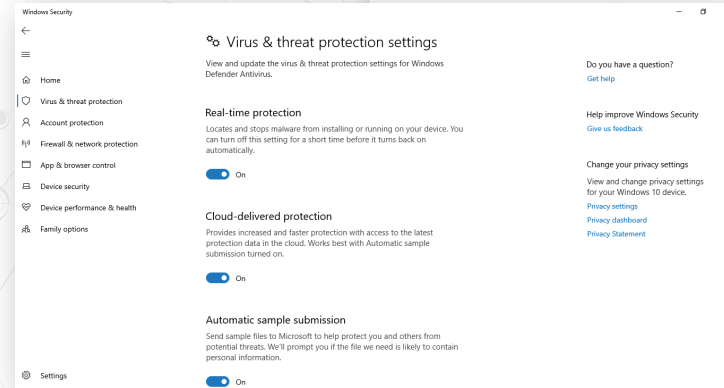 Windows Security
Home
Virus & threat protection
Account protection
Firewall & network protection
App & browser control
Device security
Device performance & health
Family options
Settings
Virus & threat protection settings
View and update the virus & threat protection settings for Windows
Defender Antivirus.
Real-time protection
Locates and stops malware from installing or running on your device. You
can turn off this setting for a short time before it turns back on
automatically.
On
Cloud-delivered protection
Provides increased and faster protection with access to the latest
protection data in the cloud. Works best with Automatic sample
submission turned on.
On
Automatic sample submission
Send sample files to Microsoft to help protect you and others from
potential threats. We'll prompt you if the file we need is likely to contain
personal information.
On
Do you have a question?
Get help
Help improve Windows Security
Give us feedback
Change your privacy settings
View and change privacy settings
for your Windows 10 device.
Privacy settings
Privacy dashboard
Privacy Statement